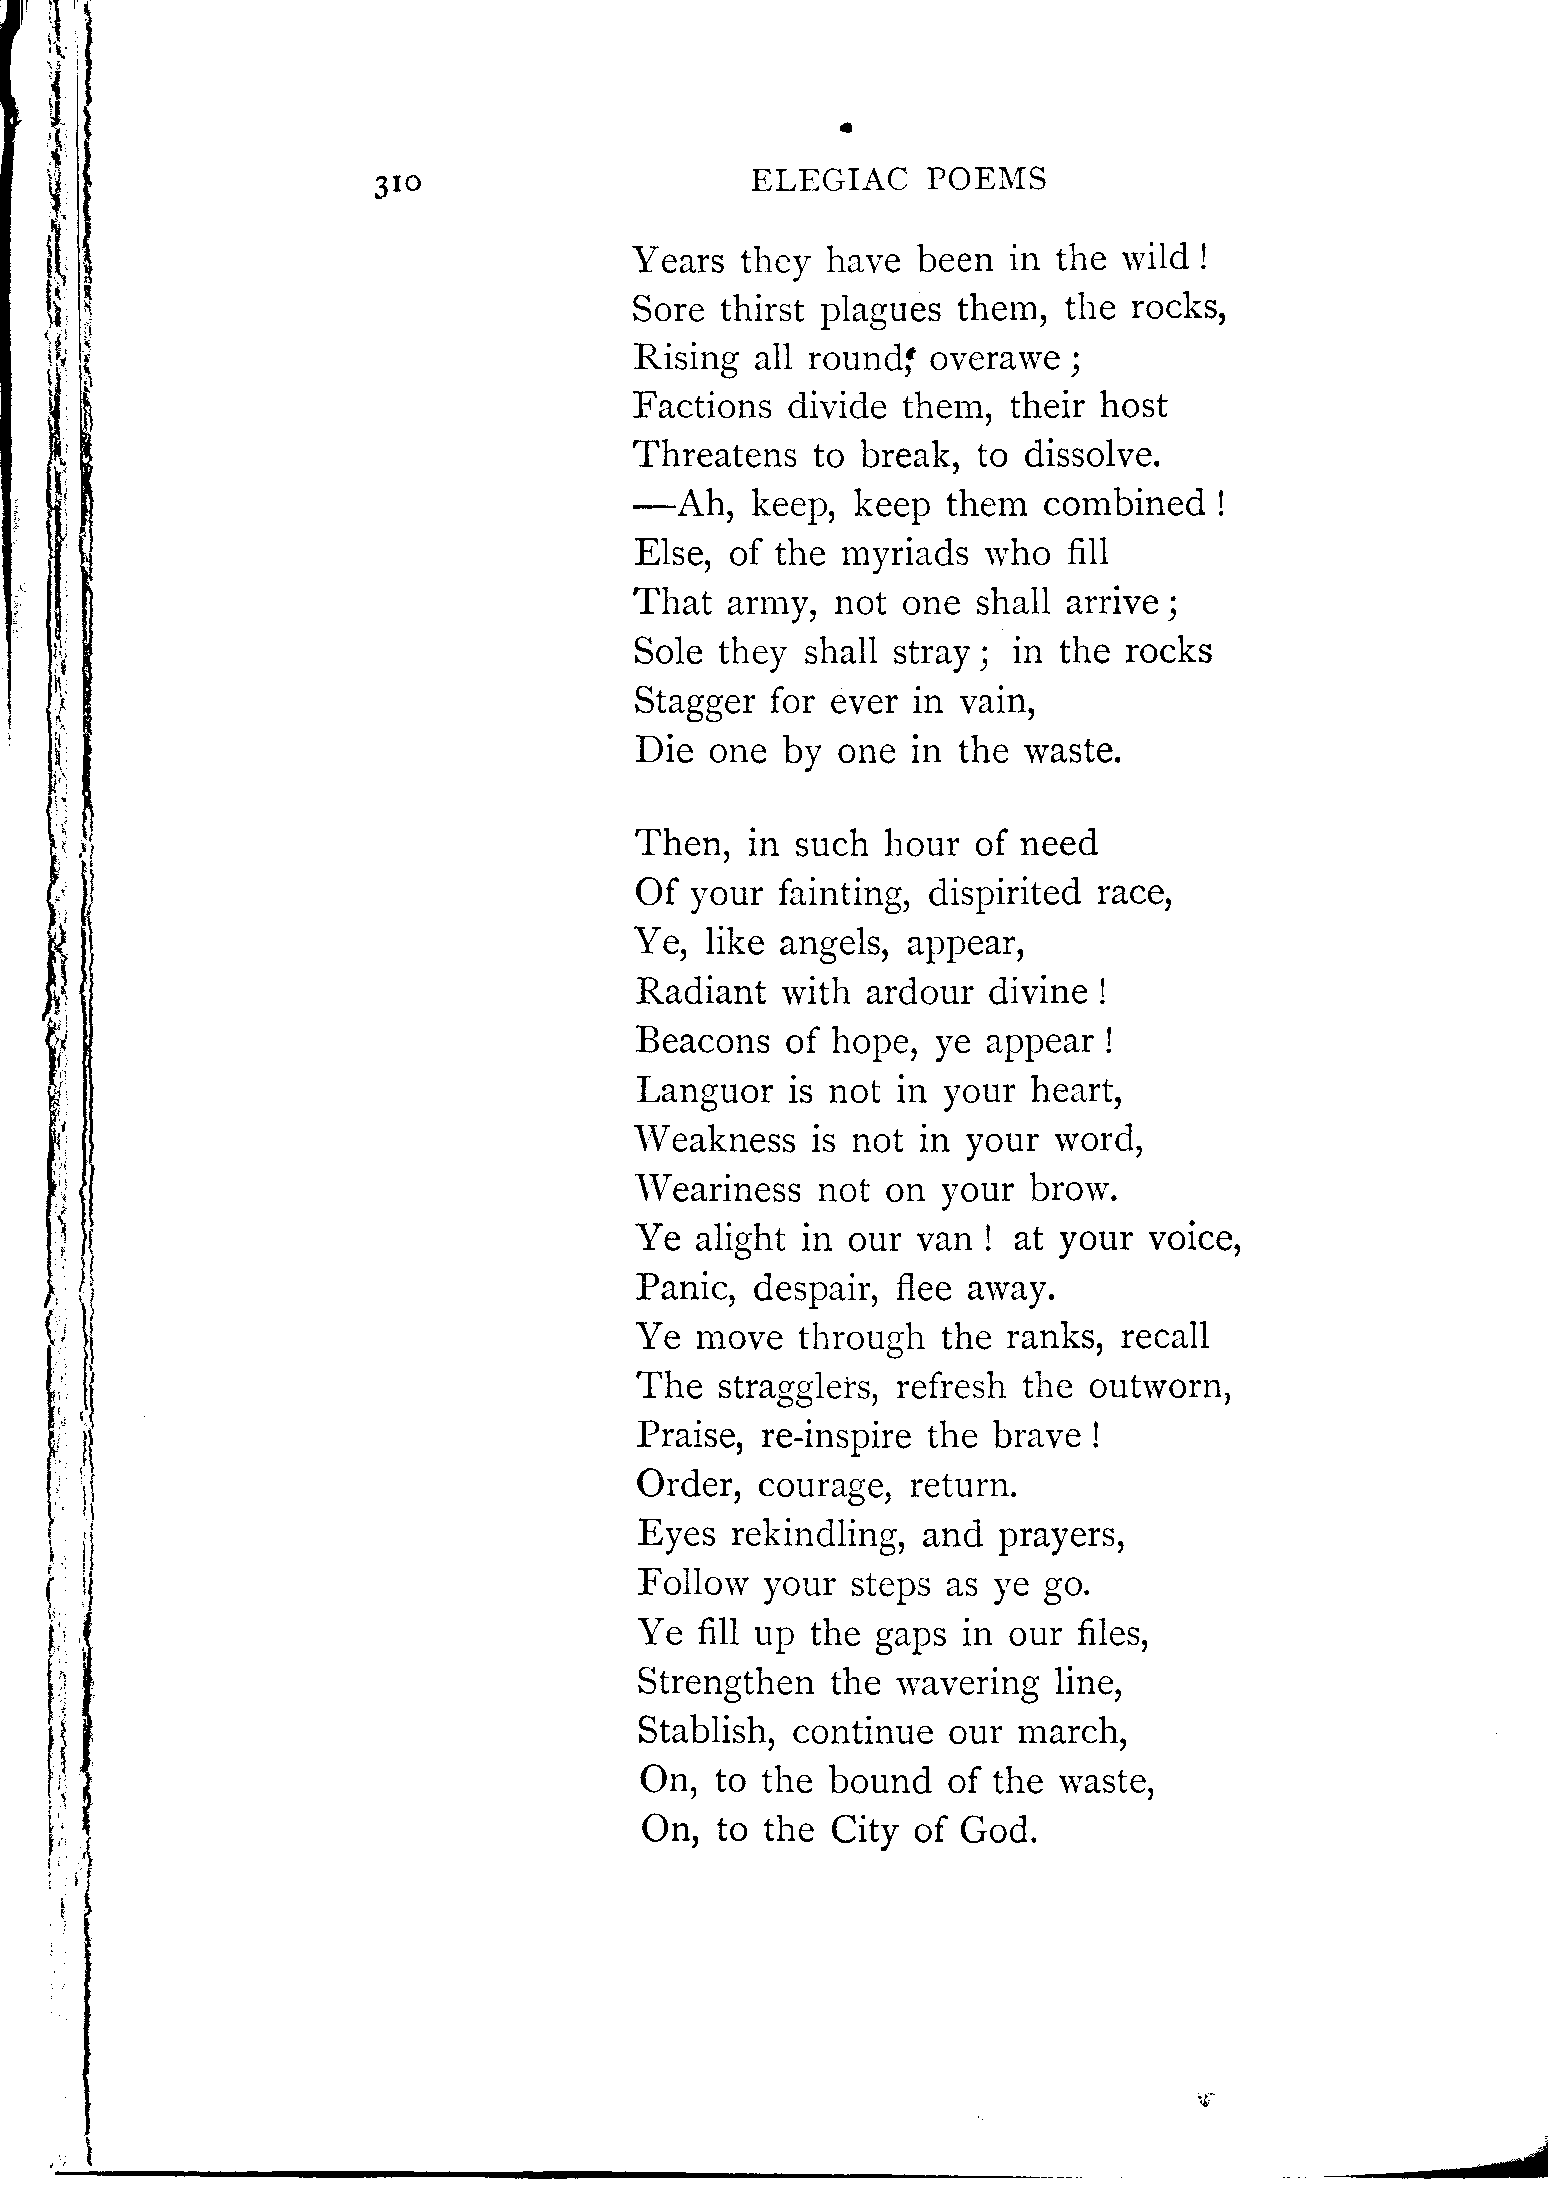 310 ELEGIAC POEMS
Years they have been in the wild !
Sore thirst plagues them, the rocks,
Rising all round, overawe ;
Factions divide them, their host
Threatens to break, to dissolve.
—Ah, keep, keep them combined !
Else, of the myriads who fill
That army, not one shall arrive ;
Sole they shall stray ; in the rocks
Stagger for ever in vain,
Die one by one in the waste.

Then, in such hour of need
Of your fainting, dispirited race,
Ye, like angels, appear,
Radiant with ardour divine !
Beacons of hope, ye appear !
Languor is not in your heart,
Weakness is not in your word,
Weariness not on your brow.
Ye alight in our van ! at your voice,
Panic, despair, flee away.
Ye move through the ranks, recall
The stragglers, refresh the outworn,
Praise, re-inspire the brave !
Order, courage, return.
Eyes rekindling, and prayers,
Follow your steps as ye go.
Ye fill up the gaps in our files,
Strengthen the wavering line,
Stablish, continue our march,
On, to the bound of the waste,
On, to the City of God.